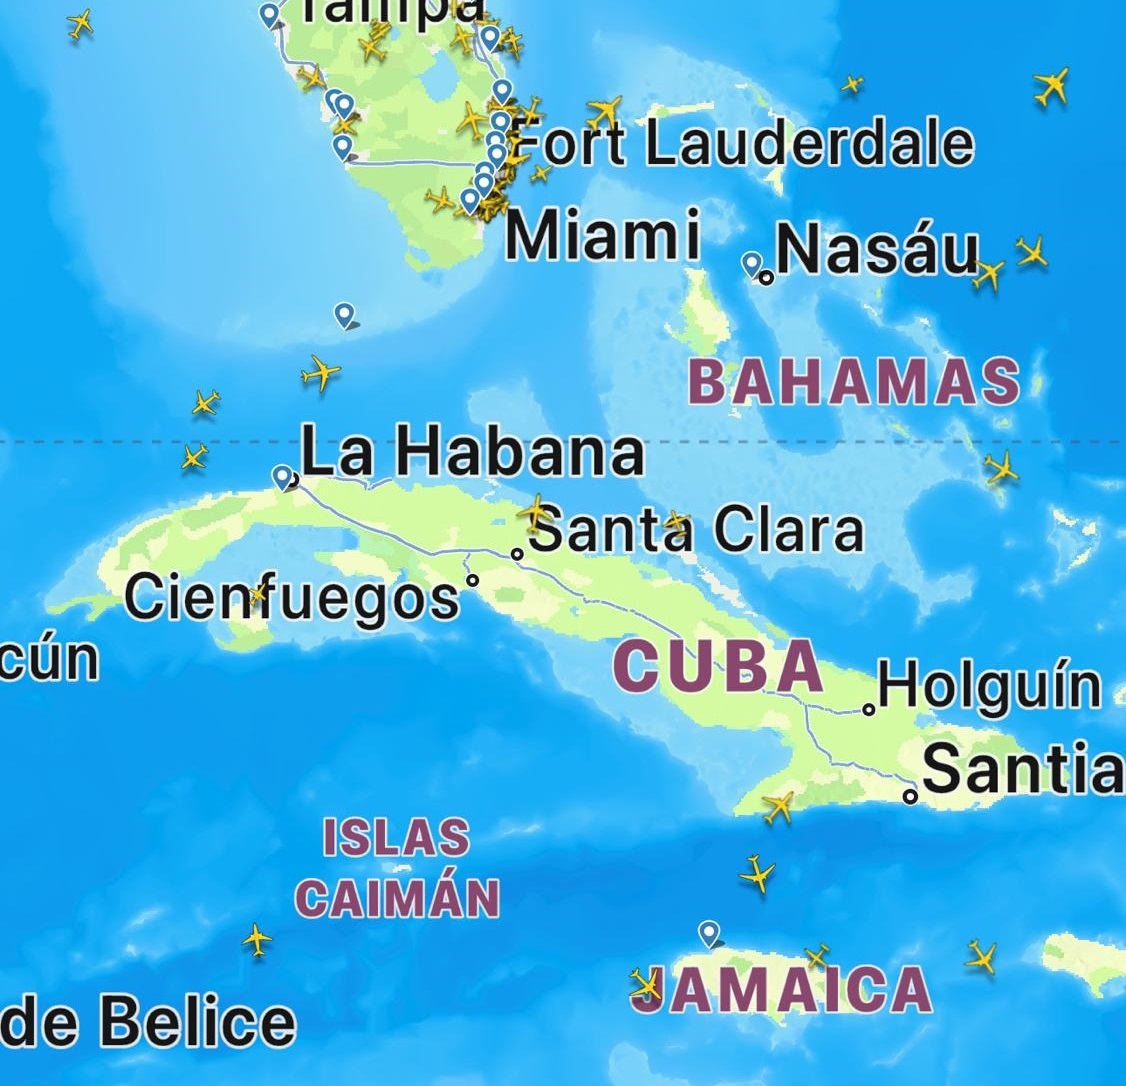 Tampa
Fort Lauderdale
Miami
Nasáu
BAHAMAS
La Habana
Santa Clara
Cienfuegos
cún
CUBA
Holguín
Santia
ISLAS
CAIMÁN
JAMAICA
de Belice